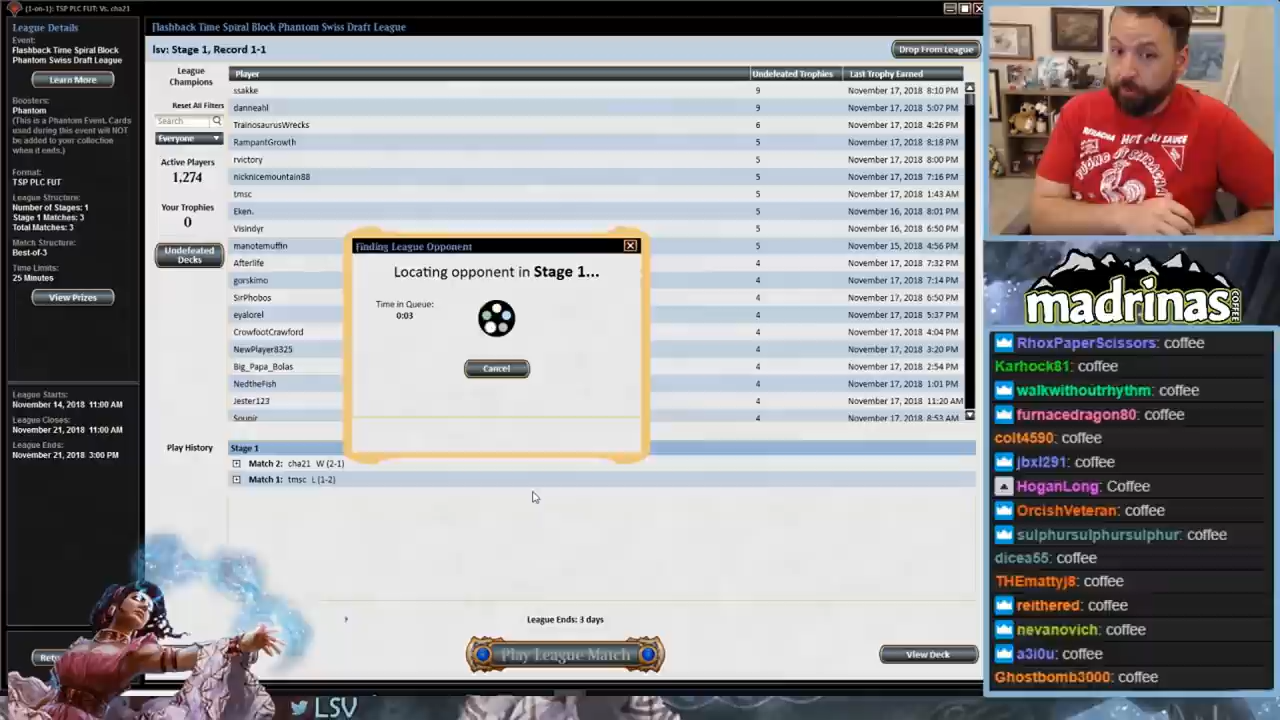 (1-on-1): TSP PLC FUT: Vs. cha21
League Details
Event:
Flashback Time Spiral Block
Phantom Swiss Draft League
Learn More
Boosters:
Phantom
(This is a Phantom Event. Cards
used during this event will NOT
be added to your collection
when it ends.)
Format:
TSP PLC FUT
League Structure:
Number of Stages: 1
Stage 1 Matches: 3
Total Matches: 3
Match Structure:
Best-of-3
Time Limits:
25 Minutes
View Prizes
League Starts:
November 14, 2018 11:00 AM
League Closes:
November 21, 2018 11:00 AM
League Ends:
November 21, 2018 3:00 PM
Flashback Time Spiral Block Phantom Swiss Draft League
lsv: Stage 1, Record 1-1
Drop From League
League
Champions
Reset All Filters
Search
Everyone
Active Players
1,274
Your Trophies
0
Undefeated
Decks
Player Undefeated Trophies Last Trophy Earned
ssakke 9 November 17, 2018 8:10 PM
danneahl 9 November 17, 2018 5:07 PM
TrainosaurusWrecks 6 November 17, 2018 4:26 PM
RampantGrowth 5 November 17, 2018 8:18 PM
rvictory 5 November 17, 2018 8:00 PM
nicknicemountain88 5 November 17, 2018 7:16 PM
tmsc 5 November 17, 2018 1:43 AM
Eken. 5 November 16, 2018 8:01 PM
Visindyr 5 November 16, 2018 6:50 PM
manotemuffin 5 November 15, 2018 4:56 PM
Afterlife 4 November 17, 2018 7:32 PM
gorskimo 4 November 17, 2018 7:14 PM
SirPhobos 4 November 17, 2018 6:50 PM
eyalorel 4 November 17, 2018 5:37 PM
CrowfootCrawford 4 November 17, 2018 4:04 PM
NewPlayer8325 4 November 17, 2018 3:20 PM
Big_Papa_Bolas 4 November 17, 2018 2:54 PM
NedtheFish 4 November 17, 2018 1:01 PM
Jester123 4 November 17, 2018 11:20 AM
4 November 17, 2018 8:53 AM
Finding League Opponent
Locating opponent in Stage 1...
Time in Queue:
0:03
Cancel
Play History
Stage 1
Match 2: cha21 W (2-1)
Match 1: tmsc L (1-2)
League Ends: 3 days
Play League Match
View Deck
LSV
HOT CHILI SAUCE
madrinas
COFFEE
RhoxPaperScissors: coffee
Karhock81: coffee
walkwithoutrhythm: coffee
furnacedragon80: coffee
colt4590: coffee
jbxl291: coffee
HoganLong: Coffee
OrcishVeteran: coffee
sulphursulphursulphur: coffee
dicea55: coffee
THEmattyj8: coffee
reithered: coffee
nevanovich: coffee
a3i0u: coffee
Ghostbomb3000: coffee